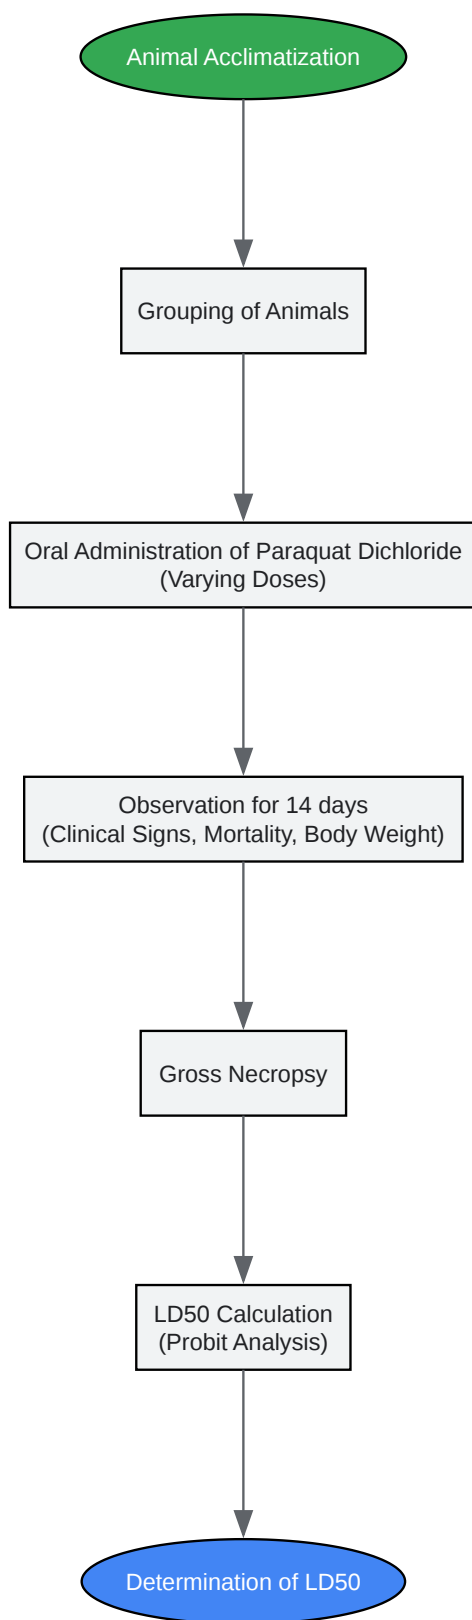 Animal Acclimatization
Grouping of Animals
Oral Administration of Paraquat Dichloride
(Varying Doses)
Observation for 14 days
(Clinical Signs, Mortality, Body Weight)
Gross Necropsy
LD50 Calculation
(Probit Analysis)
Determination of LD50